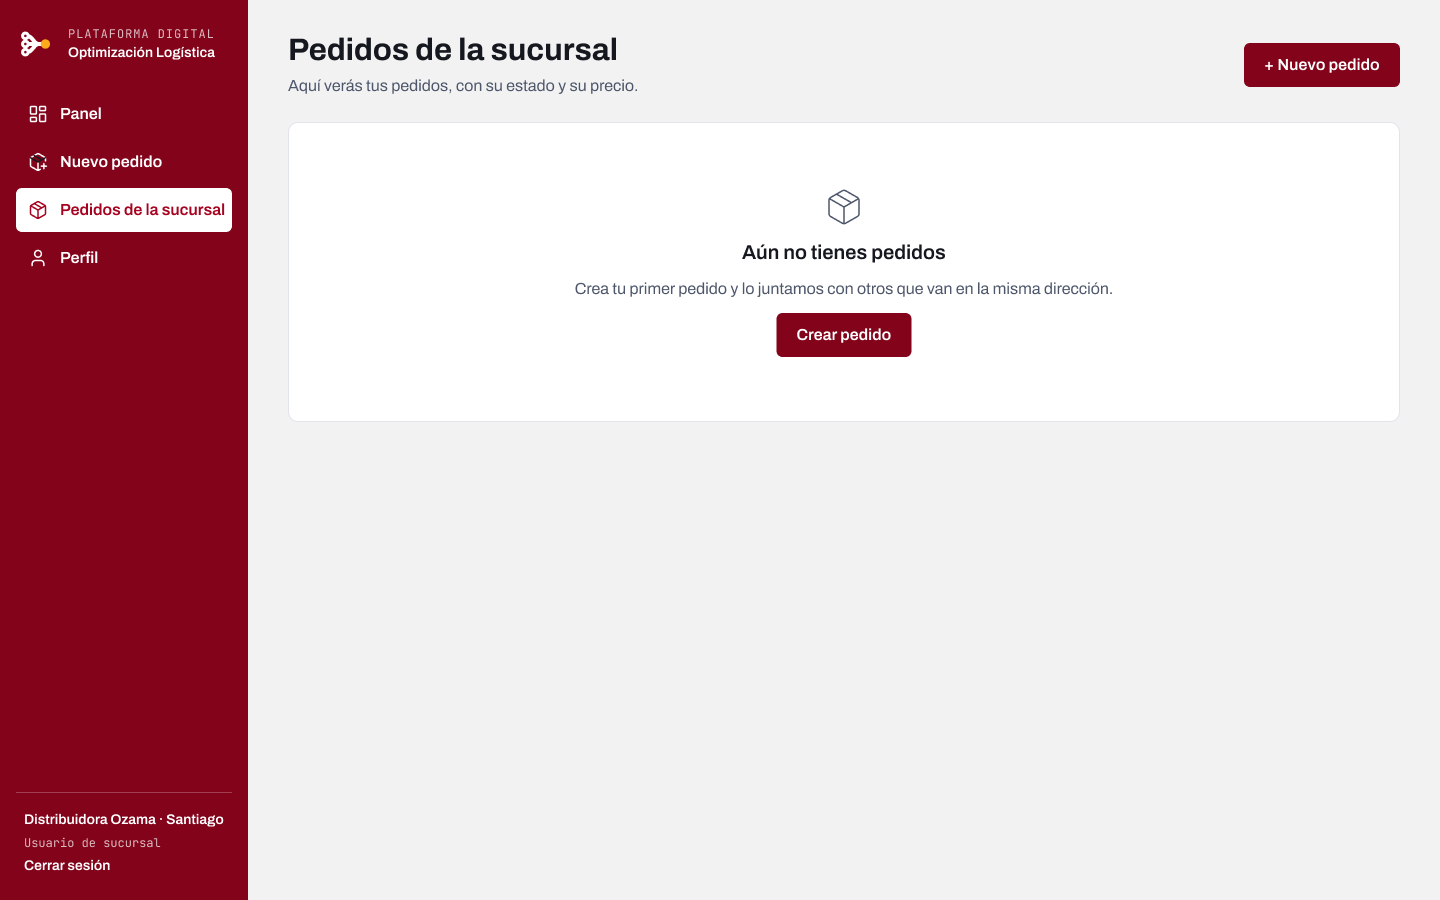 PLATAFORMA DIGITAL
Optimización Logística
Panel
Nuevo pedido
Pedidos de la sucursal
Perfil
Distribuidora Ozama · Santiago
Usuario de sucursal
Cerrar sesión
Pedidos de la sucursal
Aquí verás tus pedidos, con su estado y su precio.
+ Nuevo pedido
Aún no tienes pedidos
Crea tu primer pedido y lo juntamos con otros que van en la misma dirección.
Crear pedido